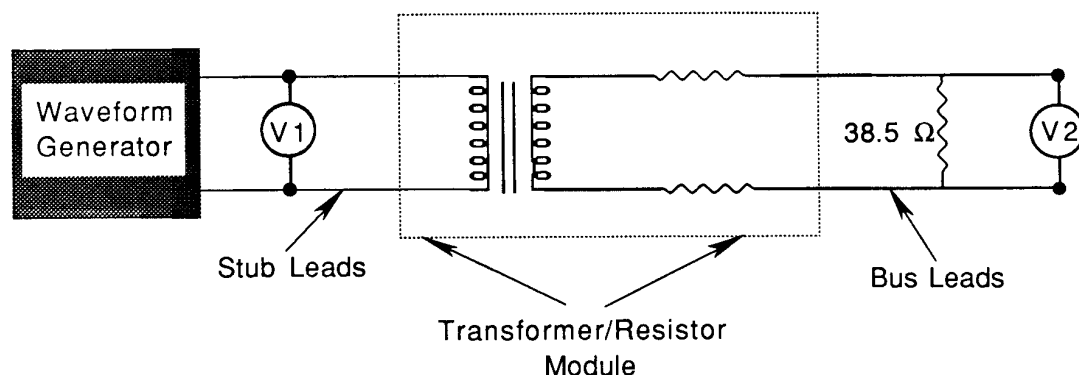 Waveform
Generator
V1
38.5 Ω
V2
Stub Leads
Bus Leads
Transformer/Resistor
Module